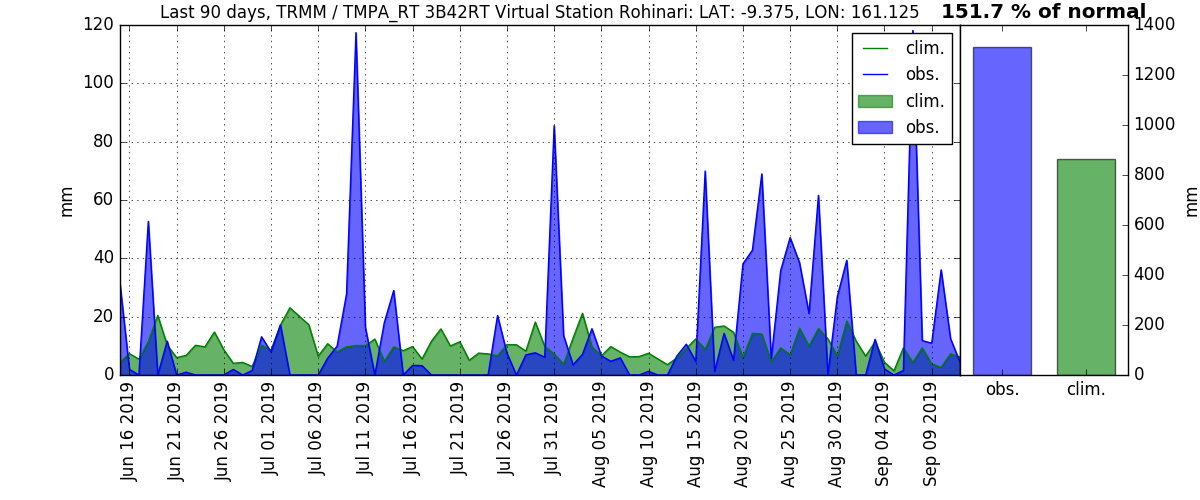 Last 90 days, TRMM / TMPA_RT 3B42RT Virtual Station Rohinari: LAT: -9.375, LON: 161.125
151.7 % of normal
120
100
80
60
40
20
0
mm
clim.
obs.
clim.
obs.
1400
1200
1000
800
600
400
200
0
mm
Jun 16 2019
Jun 21 2019
Jun 26 2019
Jul 01 2019
Jul 06 2019
Jul 11 2019
Jul 16 2019
Jul 21 2019
Jul 26 2019
Jul 31 2019
Aug 05 2019
Aug 10 2019
Aug 15 2019
Aug 20 2019
Aug 25 2019
Aug 30 2019
Sep 04 2019
Sep 09 2019
obs.
clim.